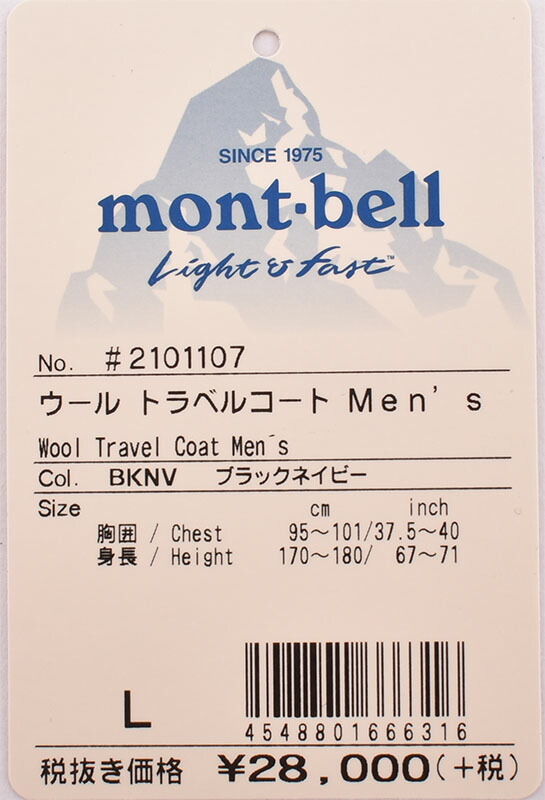 SINCE 1975
mont·bell
Light & Fast™
No. #2101107
ウール トラベルコート Men's
Wool Travel Coat Men´s
Col. BKNV ブラックネイビー
Size cm inch
胸囲 / Chest 95〜101/37.5〜40
身長 / Height 170〜180/ 67〜71
L
4548801666316
税抜き価格 ¥28,000(+税)